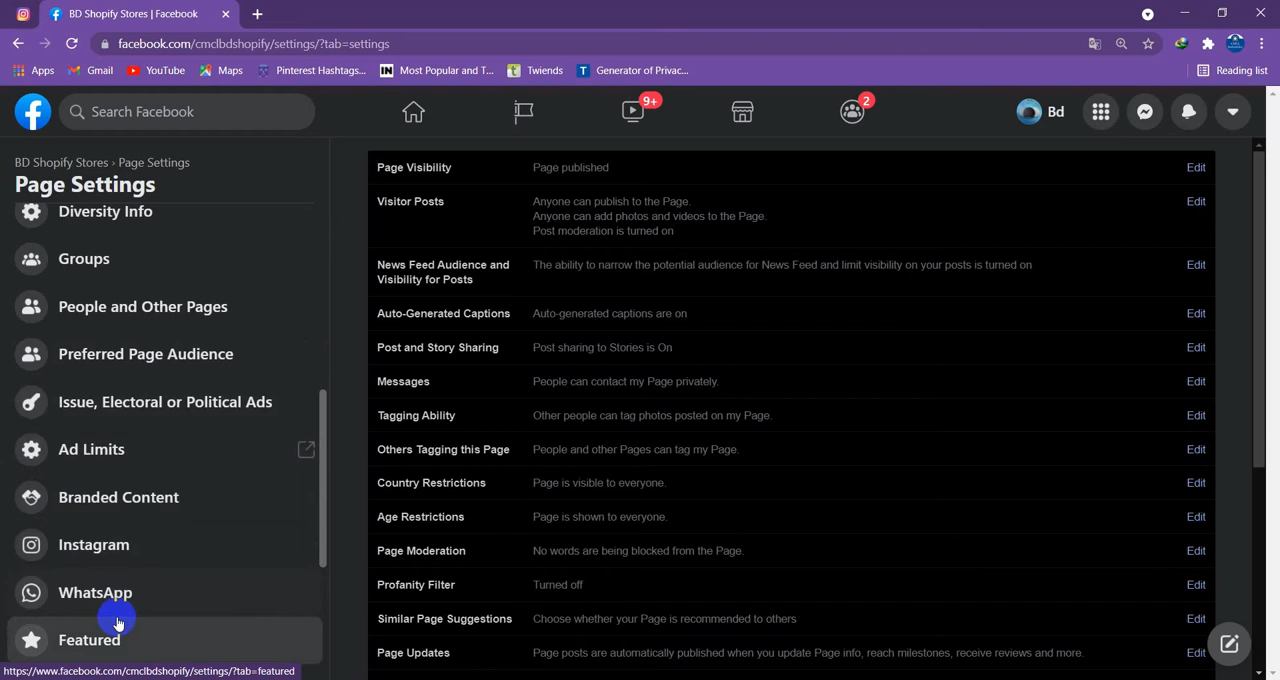 BD Shopify Stores | Facebook
facebook.com/cmclbdshopify/settings/?tab=settings
Apps
Gmail
YouTube
Maps
Pinterest Hashtags...
IN
Most Popular and T...
t
Twiends
T
Generator of Privac...
Reading list
Search Facebook
9+
2
Bd
BD Shopify Stores › Page Settings
Page Settings
Diversity Info
Groups
People and Other Pages
Preferred Page Audience
Issue, Electoral or Political Ads
Ad Limits
Branded Content
Instagram
WhatsApp
Featured
https://www.facebook.com/cmclbdshopify/settings/?tab=featured
Page Visibility
Page published
Edit
Visitor Posts
Anyone can publish to the Page.
Anyone can add photos and videos to the Page.
Post moderation is turned on
Edit
News Feed Audience and
Visibility for Posts
The ability to narrow the potential audience for News Feed and limit visibility on your posts is turned on
Edit
Auto-Generated Captions
Auto-generated captions are on
Edit
Post and Story Sharing
Post sharing to Stories is On
Edit
Messages
People can contact my Page privately.
Edit
Tagging Ability
Other people can tag photos posted on my Page.
Edit
Others Tagging this Page
People and other Pages can tag my Page.
Edit
Country Restrictions
Page is visible to everyone.
Edit
Age Restrictions
Page is shown to everyone.
Edit
Page Moderation
No words are being blocked from the Page.
Edit
Profanity Filter
Turned off
Edit
Similar Page Suggestions
Choose whether your Page is recommended to others
Edit
Page Updates
Page posts are automatically published when you update Page info, reach milestones, receive reviews and more.
Edit